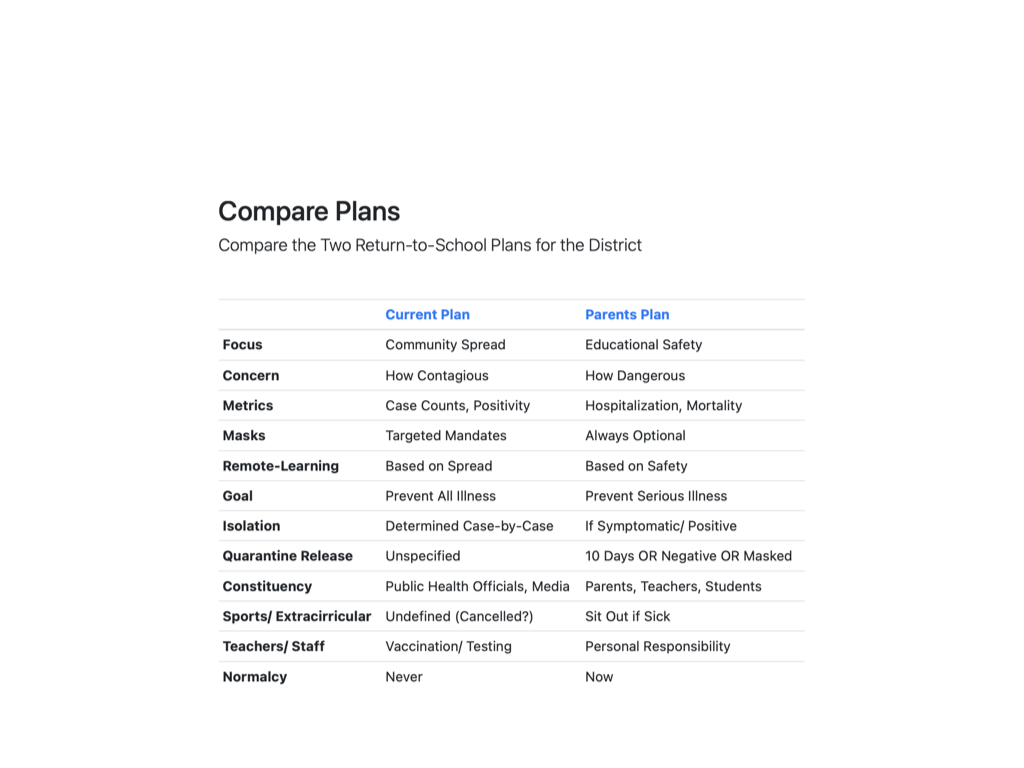 Compare Plans
Compare the Two Return-to-School Plans for the District
Current Plan Parents Plan
Focus Community Spread Educational Safety
Concern How Contagious How Dangerous
Metrics Case Counts, Positivity Hospitalization, Mortality
Masks Targeted Mandates Always Optional
Remote-Learning Based on Spread Based on Safety
Goal Prevent All Illness Prevent Serious Illness
Isolation Determined Case-by-Case If Symptomatic/ Positive
Quarantine Release Unspecified 10 Days OR Negative OR Masked
Constituency Public Health Officials, Media Parents, Teachers, Students
Sports/ Extracirricular Undefined (Cancelled?) Sit Out if Sick
Teachers/ Staff Vaccination/ Testing Personal Responsibility
Normalcy Never Now